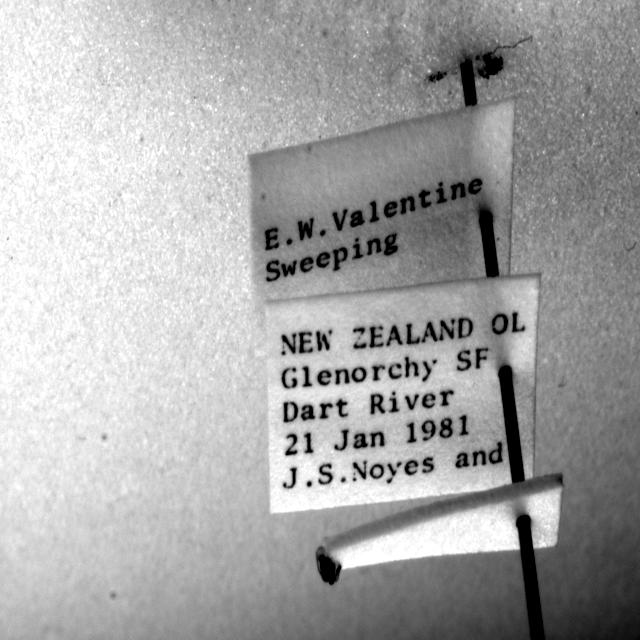 E.W.Valentine
Sweeping
NEW ZEALAND OL
Glenorchy SF
Dart River
21 Jan 1981
J.S.Noyes and